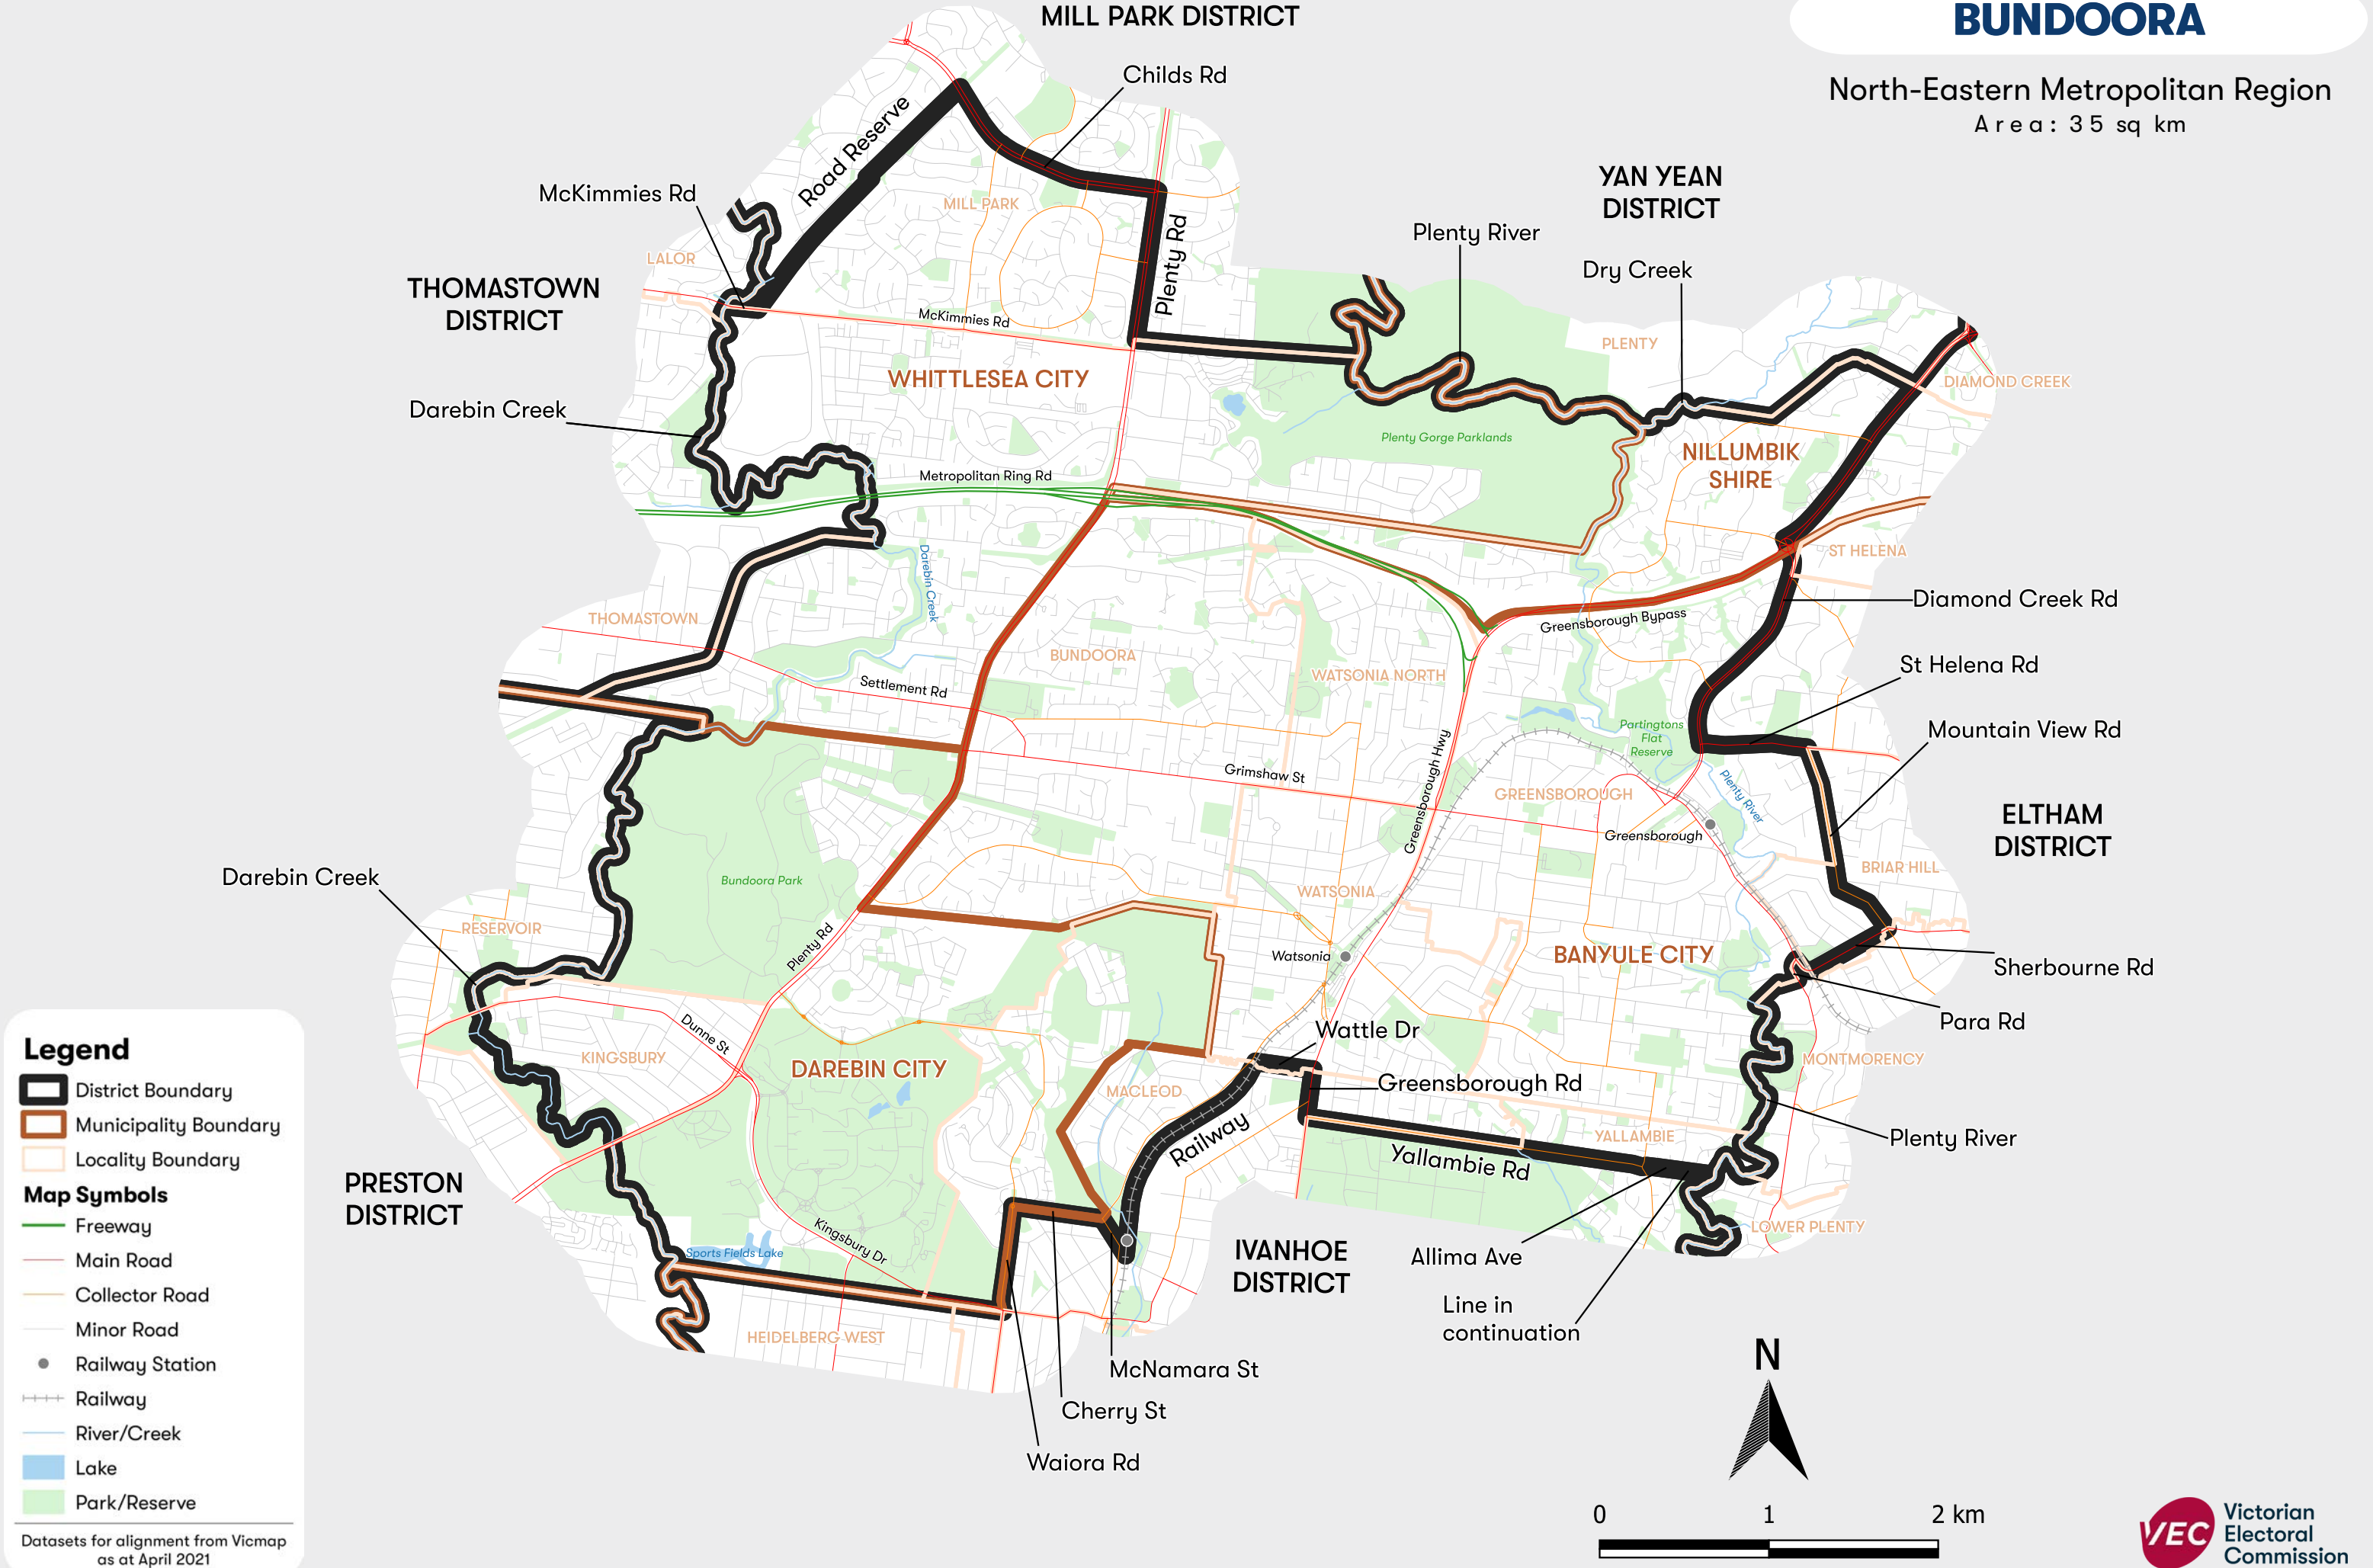 MILL PARK DISTRICT
BUNDOORA
North-Eastern Metropolitan Region
Area: 35 sq km
Childs Rd
Road Reserve
McKimmies Rd
MILL PARK
YAN YEAN
DISTRICT
Plenty River
Plenty Rd
Dry Creek
LALOR
THOMASTOWN
DISTRICT
McKimmies Rd
PLENTY
WHITTLESEA CITY
DIAMOND CREEK
Darebin Creek
Plenty Gorge Parklands
NILLUMBIK
SHIRE
Metropolitan Ring Rd
ST HELENA
Darebin Creek
Diamond Creek Rd
THOMASTOWN
Greensborough Bypass
BUNDOORA
St Helena Rd
WATSONIA NORTH
Settlement Rd
Partingtons
Flat
Reserve
Mountain View Rd
Grimshaw St
Greensborough Hwy
Plenty River
GREENSBOROUGH
ELTHAM
DISTRICT
Greensborough
BRIAR HILL
Darebin Creek
Bundoora Park
WATSONIA
RESERVOIR
Plenty Rd
Watsonia
BANYULE CITY
Sherbourne Rd
Para Rd
Dunne St
Wattle Dr
KINGSBURY
DAREBIN CITY
MONTMORENCY
Greensborough Rd
MACLEOD
Railway
YALLAMBIE
Plenty River
Yallambie Rd
PRESTON
DISTRICT
LOWER PLENTY
Kingsbury Dr
Sports Fields Lake
IVANHOE
DISTRICT
Allima Ave
Line in
continuation
HEIDELBERG WEST
McNamara St
Cherry St
Waiora Rd
Legend
District Boundary
Municipality Boundary
Locality Boundary
Map Symbols
Freeway
Main Road
Collector Road
Minor Road
Railway Station
Railway
River/Creek
Lake
Park/Reserve
Datasets for alignment from Vicmap
as at April 2021
N
0 1 2 km
VEC
Victorian
Electoral
Commission